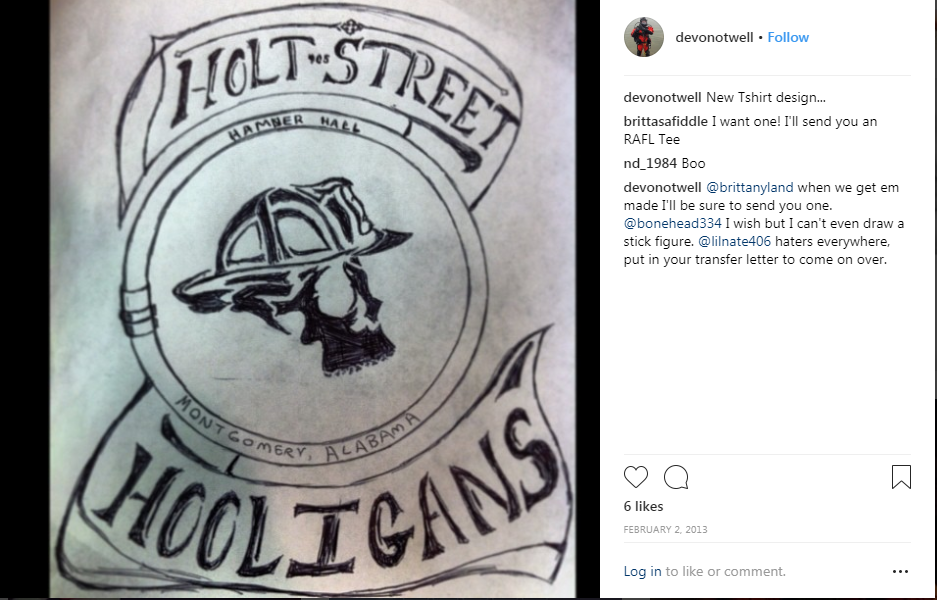 HOLT STREET
HAMNER HALL
MONTGOMERY, ALABAMA
HOOLIGANS
devonotwell • Follow
devonotwell New Tshirt design...
brittasafiddle I want one! I'll send you an
RAFL Tee
nd_1984 Boo
devonotwell @brittanyland when we get em
made I'll be sure to send you one.
@bonehead334 I wish but I can't even draw a
stick figure. @lilnate406 haters everywhere,
put in your transfer letter to come on over.
6 likes
FEBRUARY 2, 2013
Log in to like or comment.